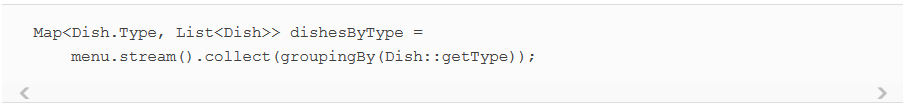 Map<Dish.Type, List<Dish>> dishesByType =
menu.stream().collect(groupingBy(Dish::getType));